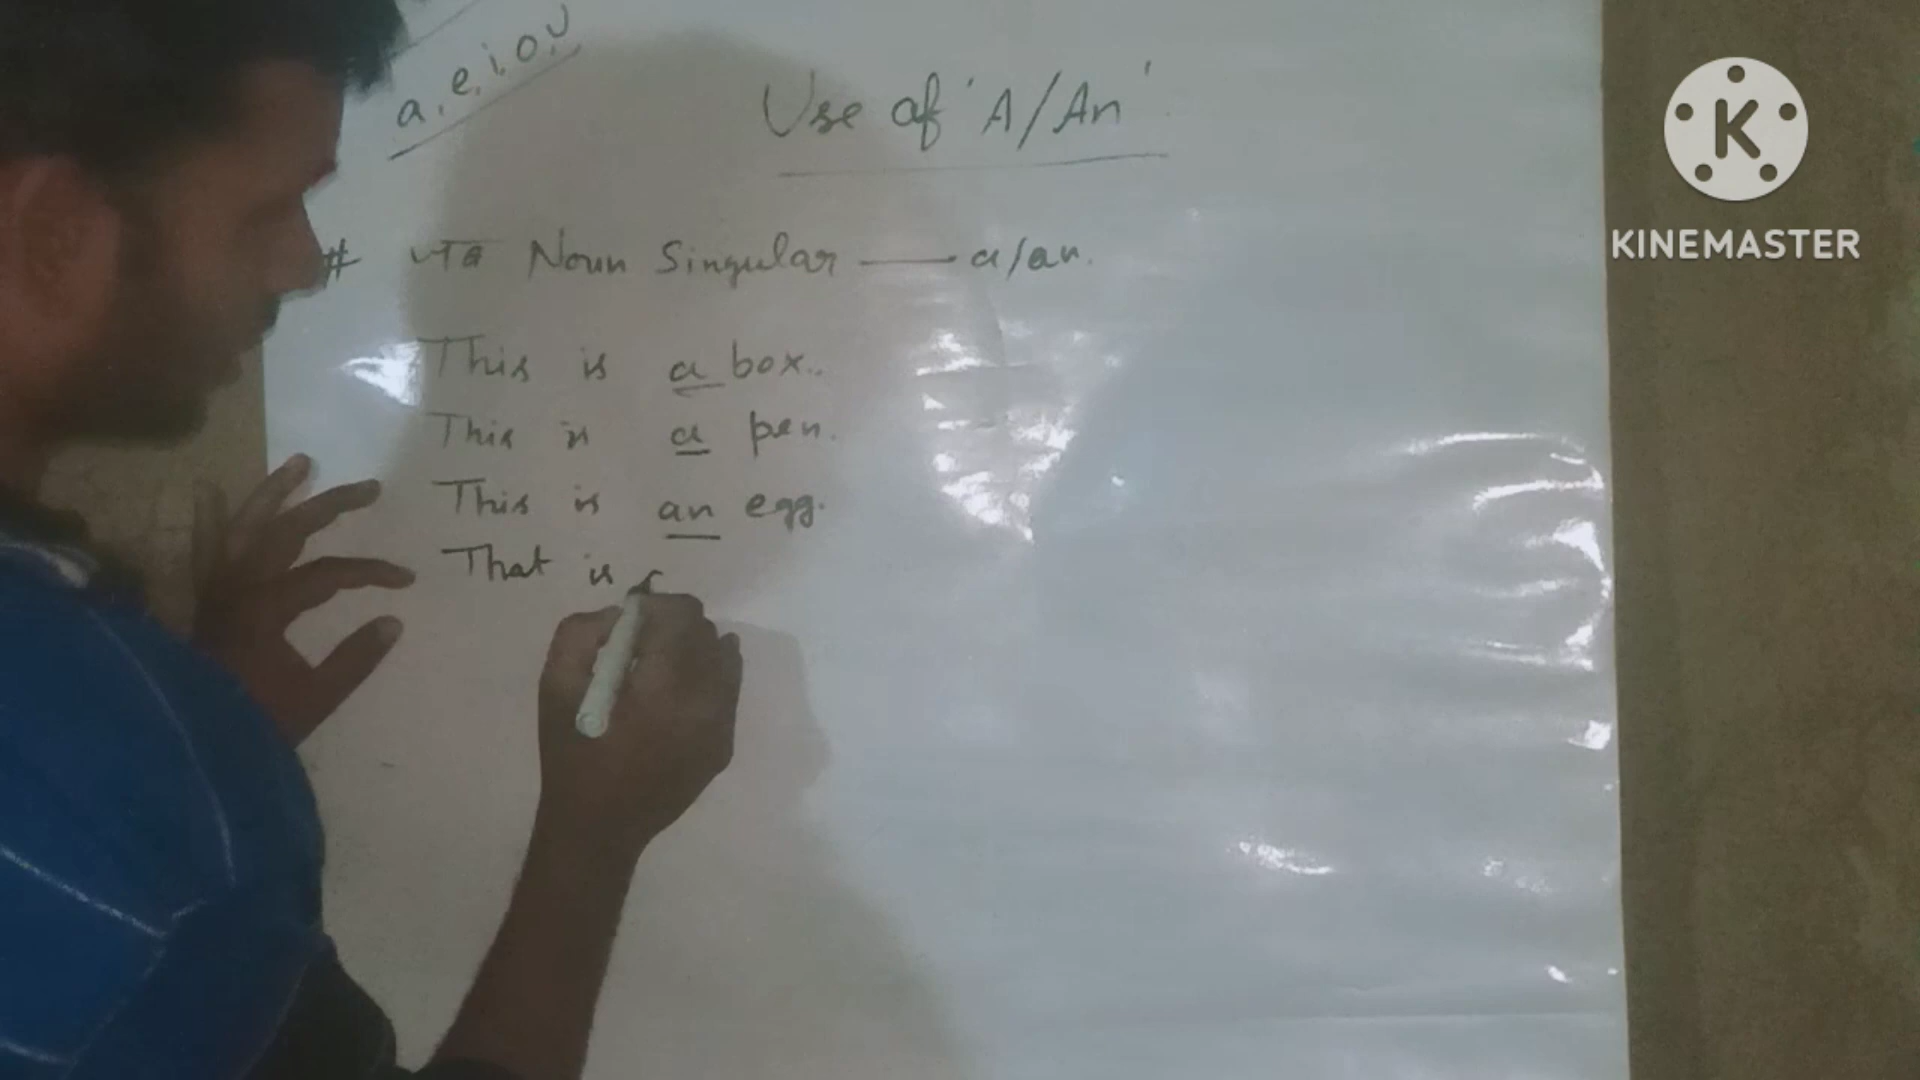 a, e, i, o, U
Use of 'A/An'.
# Noun Singular — a/an.
This is a box..
This is a pen.
This is an egg.
That is
K
KINEMASTER